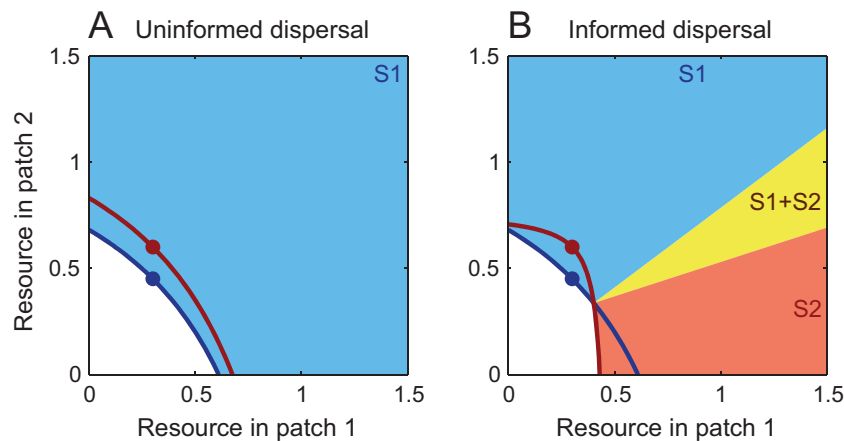 A Uninformed dispersal
B Informed dispersal
1.5
1
0.5
0
0 0.5 1 1.5
Resource in patch 2
Resource in patch 1
S1
1.5
1
0.5
0
0 0.5 1 1.5
Resource in patch 1
S1
S1+S2
S2